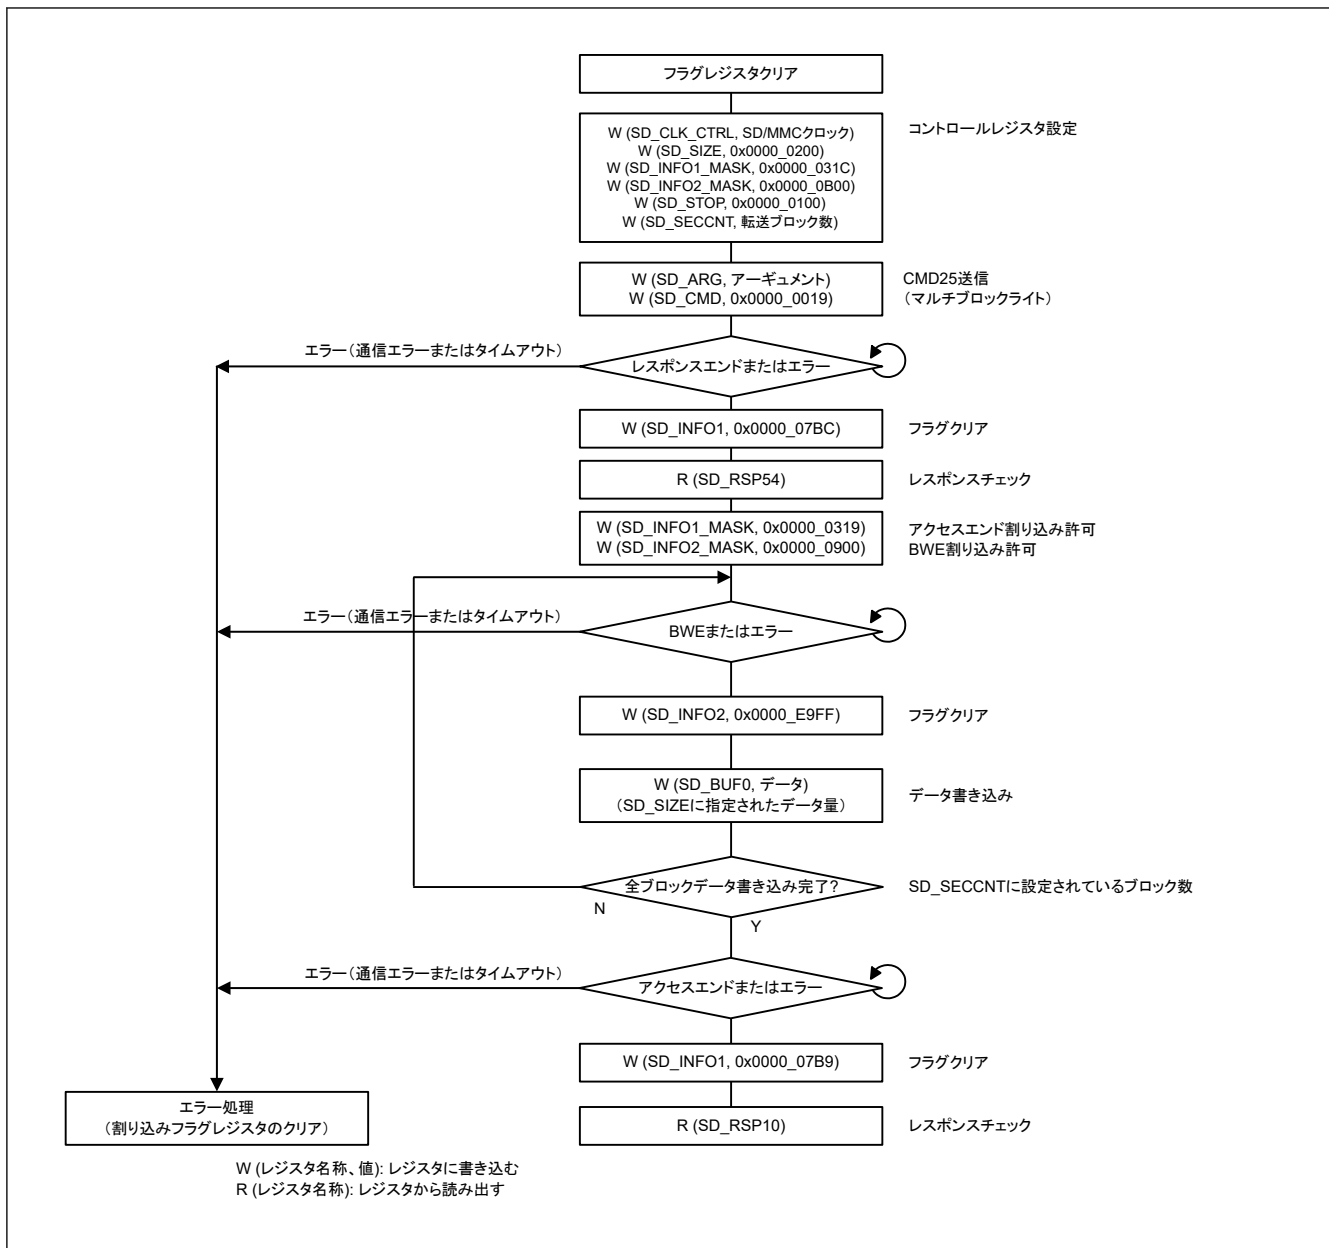 フラグレジスタクリア
W (SD_CLK_CTRL, SD/MMCクロック)
W (SD_SIZE, 0x0000_0200)
W (SD_INFO1_MASK, 0x0000_031C)
W (SD_INFO2_MASK, 0x0000_0B00)
W (SD_STOP, 0x0000_0100)
W (SD_SECCNT, 転送ブロック数)
コントロールレジスタ設定
W (SD_ARG, アーギュメント)
W (SD_CMD, 0x0000_0019)
CMD25送信
（マルチブロックライト）
エラー（通信エラーまたはタイムアウト）
レスポンスエンドまたはエラー
W (SD_INFO1, 0x0000_07BC)
フラグクリア
R (SD_RSP54)
レスポンスチェック
W (SD_INFO1_MASK, 0x0000_0319)
W (SD_INFO2_MASK, 0x0000_0900)
アクセスエンド割り込み許可
BWE割り込み許可
エラー（通信エラーまたはタイムアウト）
BWEまたはエラー
W (SD_INFO2, 0x0000_E9FF)
フラグクリア
W (SD_BUF0, データ)
（SD_SIZEに指定されたデータ量）
データ書き込み
全ブロックデータ書き込み完了?
SD_SECCNTに設定されているブロック数
N
Y
エラー（通信エラーまたはタイムアウト）
アクセスエンドまたはエラー
W (SD_INFO1, 0x0000_07B9)
フラグクリア
エラー処理
（割り込みフラグレジスタのクリア）
R (SD_RSP10)
レスポンスチェック
W (レジスタ名称、値): レジスタに書き込む
R (レジスタ名称): レジスタから読み出す